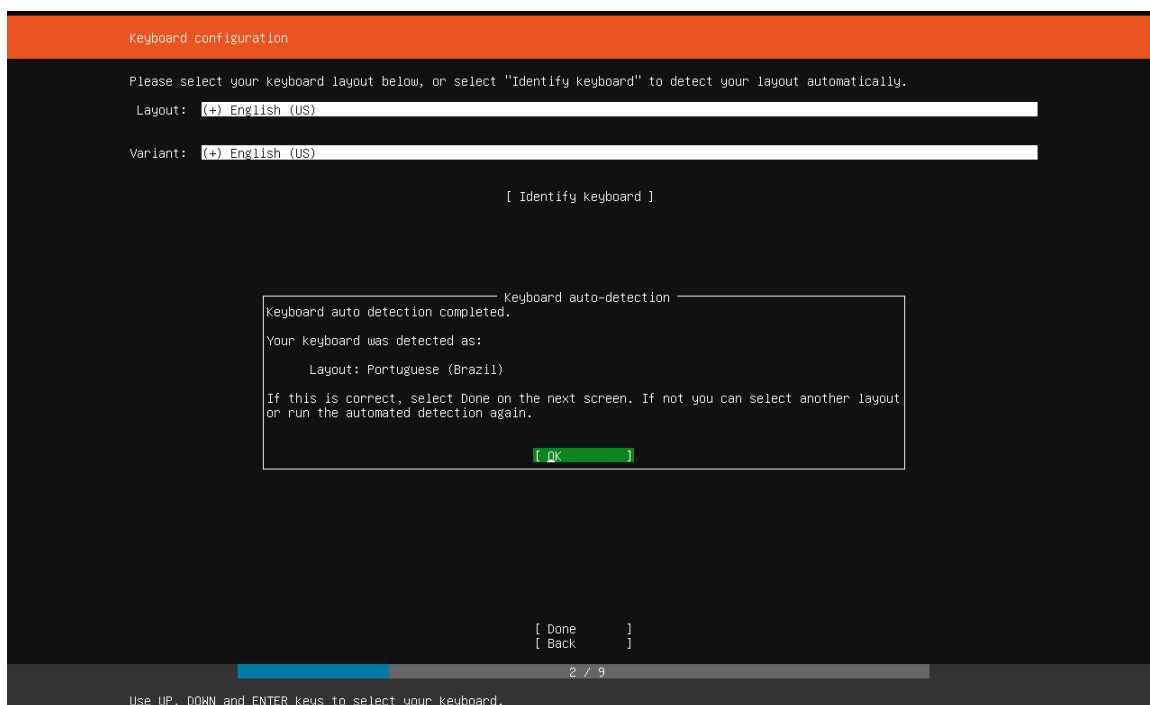 Keyboard configuration
Please select your keyboard layout below, or select "Identify keyboard" to detect your layout automatically.
Layout: (+) English (US)
Variant: (+) English (US)
[ Identify keyboard ]
Keyboard auto-detection
Keyboard auto detection completed.
Your keyboard was detected as:
Layout: Portuguese (Brazil)
If this is correct, select Done on the next screen. If not you can select another layout
or run the automated detection again.
[ OK ]
[ Done ]
[ Back ]
2 / 9
Use UP, DOWN and ENTER keys to select your keyboard.